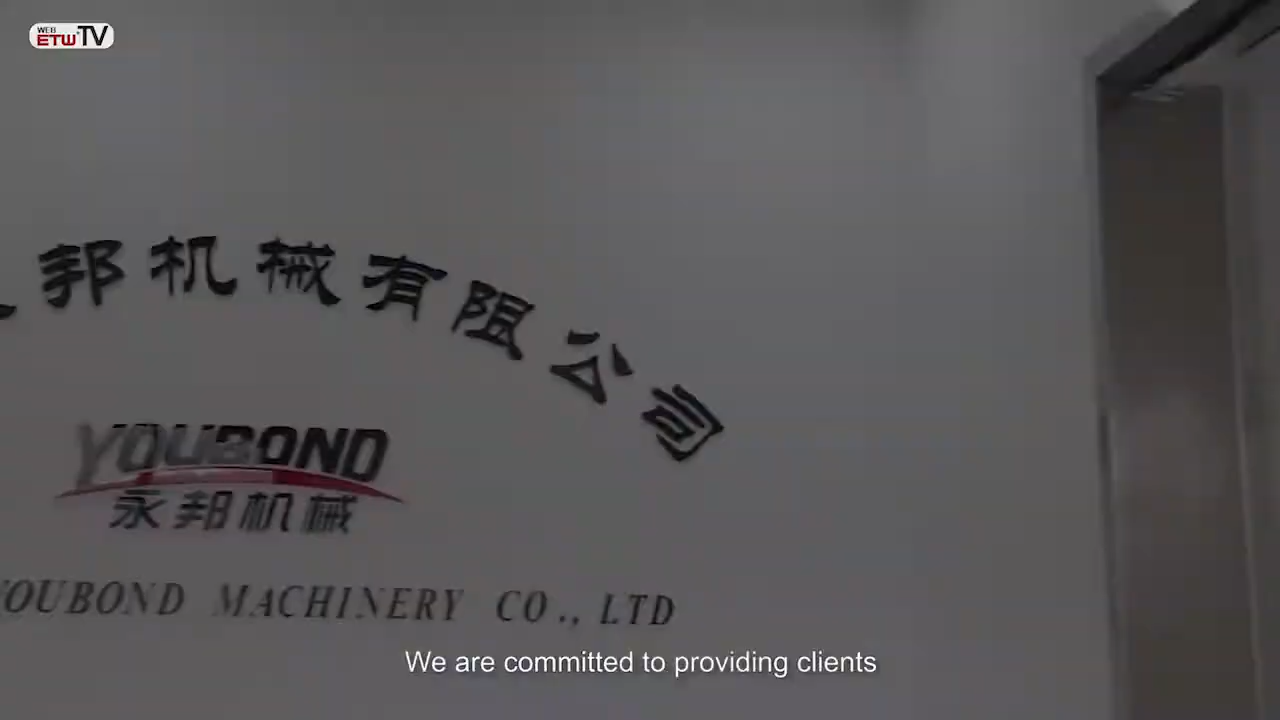 WEB
ETW TV
邦机械有限公司
YOUBOND
永邦机械
YOUBOND MACHINERY CO., LTD
We are committed to providing clients